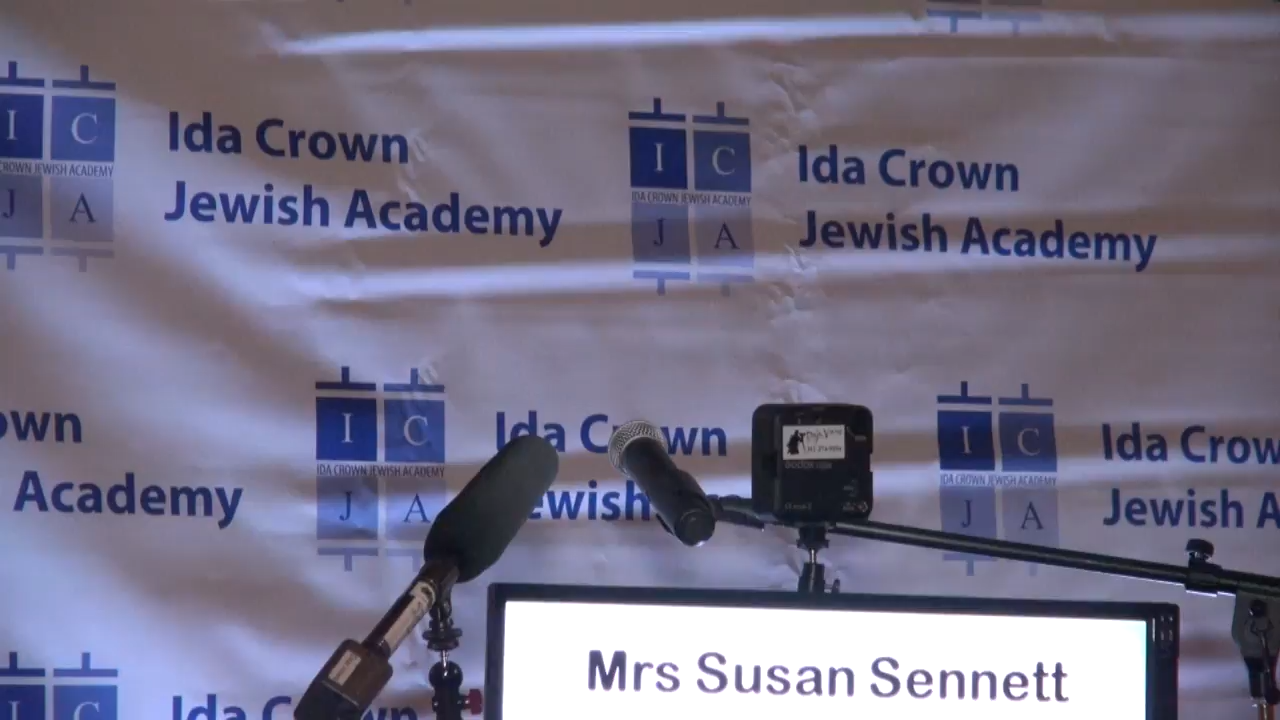 I C
CROWN JEWISH ACADEMY
J A
Ida Crown
Jewish Academy
I C
IDA CROWN JEWISH ACADEMY
J A
Ida Crown
Jewish Academy
own
Academy
I C
IDA CROWN JEWISH ACADEMY
J A
Ida Crown
Jewish
I C
IDA CROWN JEWISH ACADEMY
J A
Ida Crow
Jewish A
I C
Ida Crown
Mrs Susan Sennett